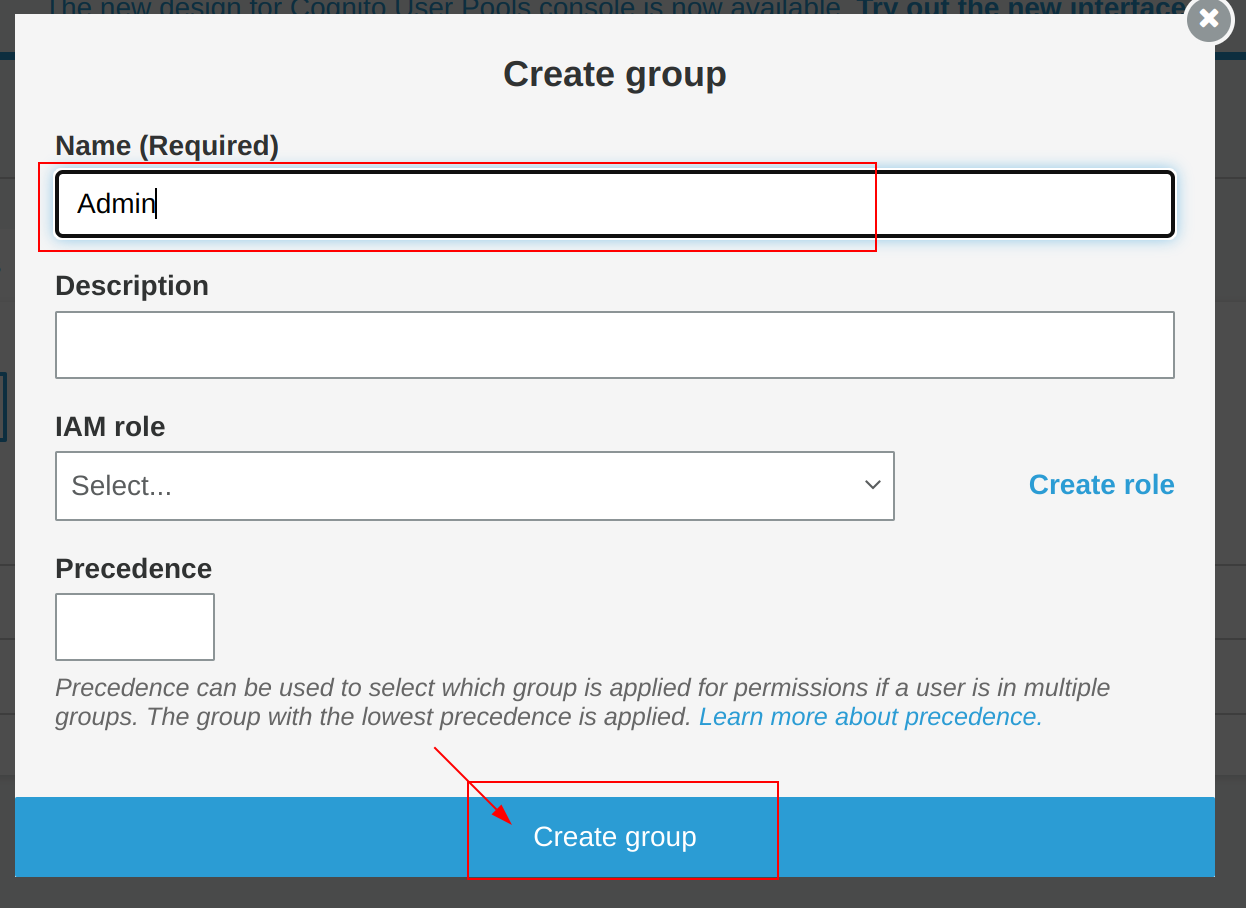 The new design for Cognito User Pools console is now available. Try out the new interface
Create group
Name (Required)
Admin
Description
IAM role
Select...
Create role
Precedence
Precedence can be used to select which group is applied for permissions if a user is in multiple
groups. The group with the lowest precedence is applied. Learn more about precedence.
Create group